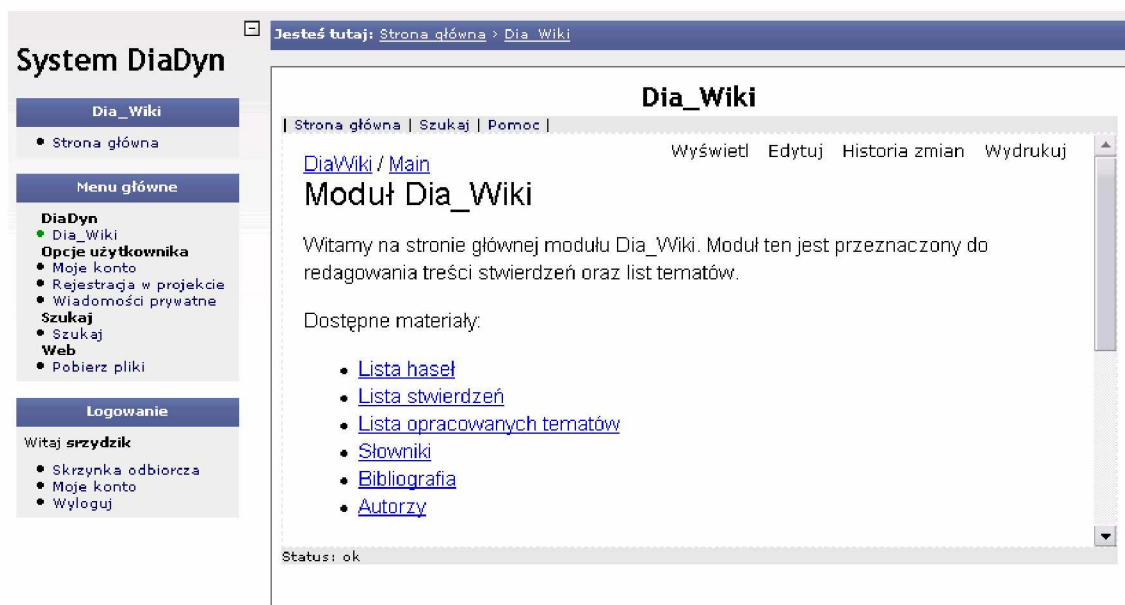 System DiaDyn
Dia_Wiki
Strona główna
Menu główne
DiaDyn
Dia_Wiki
Opcje użytkownika
Moje konto
Rejestracja w projekcie
Wiadomości prywatne
Szukaj
Szukaj
Web
Pobierz pliki
Logowanie
Witaj srzydzik
Skrzynka odbiorcza
Moje konto
Wyloguj
Jesteś tutaj: Strona główna > Dia_Wiki
Dia_Wiki
| Strona główna | Szukaj | Pomoc |
Wyświetl Edytuj Historia zmian Wydrukuj
DiaWiki / Main
Moduł Dia_Wiki
Witamy na stronie głównej modułu Dia_Wiki. Moduł ten jest przeznaczony do
redagowania treści stwierdzeń oraz list tematów.
Dostępne materiały:
Lista haseł
Lista stwierdzeń
Lista opracowanych tematów
Słowniki
Bibliografia
Autorzy
Status: ok